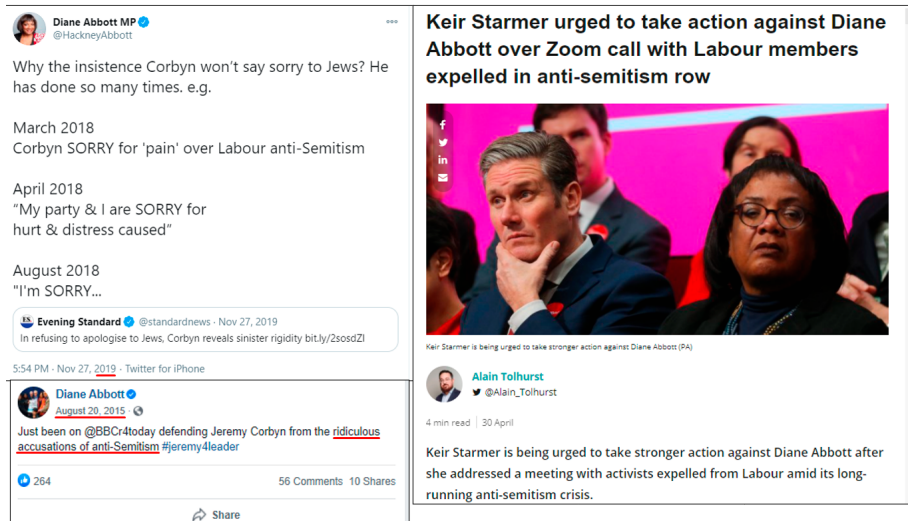 Diane Abbott MP
@HackneyAbbott
Why the insistence Corbyn won't say sorry to Jews? He
has done so many times. e.g.
March 2018
Corbyn SORRY for 'pain' over Labour anti-Semitism
April 2018
“My party & I are SORRY for
hurt & distress caused”
August 2018
"I'm SORRY...
ES
Evening Standard @standardnews · Nov 27, 2019
In refusing to apologise to Jews, Corbyn reveals sinister rigidity bit.ly/2sosdZl
5:54 PM · Nov 27, 2019 · Twitter for iPhone
Diane Abbott
August 20, 2015 ·
Just been on @BBCr4today defending Jeremy Corbyn from the ridiculous
accusations of anti-Semitism #jeremy4leader
264
56 Comments 10 Shares
Share
Keir Starmer urged to take action against Diane
Abbott over Zoom call with Labour members
expelled in anti-semitism row
Keir Starmer is being urged to take stronger action against Diane Abbott (PA)
Alain Tolhurst
@Alain_Tolhurst
4 min read 30 April
Keir Starmer is being urged to take stronger action against Diane Abbott after
she addressed a meeting with activists expelled from Labour amid its long-
running anti-semitism crisis.